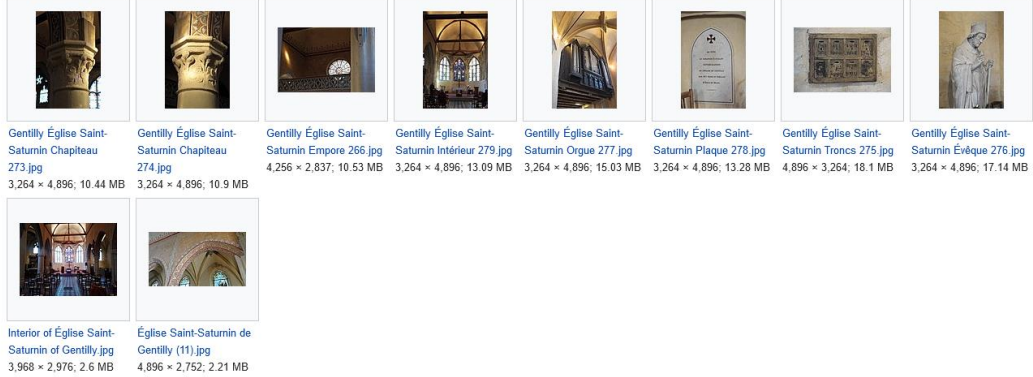 Gentilly Église Saint-
Saturnin Chapiteau
273.jpg
3,264 × 4,896; 10.44 MB
Gentilly Église Saint-
Saturnin Chapiteau
274.jpg
3,264 × 4,896; 10.9 MB
Gentilly Église Saint-
Saturnin Empore 266.jpg
4,256 × 2,837; 10.53 MB
Gentilly Église Saint-
Saturnin Intérieur 279.jpg
3,264 × 4,896; 13.09 MB
Gentilly Église Saint-
Saturnin Orgue 277.jpg
3,264 × 4,896; 15.03 MB
Gentilly Église Saint-
Saturnin Plaque 278.jpg
3,264 × 4,896; 13.28 MB
Gentilly Église Saint-
Saturnin Troncs 275.jpg
4,896 × 3,264; 18.1 MB
Gentilly Église Saint-
Saturnin Évêque 276.jpg
3,264 × 4,896; 17.14 MB
Interior of Église Saint-
Saturnin of Gentilly.jpg
3,968 × 2,976; 2.6 MB
Église Saint-Saturnin de
Gentilly (11).jpg
4,896 × 2,752; 2.21 MB